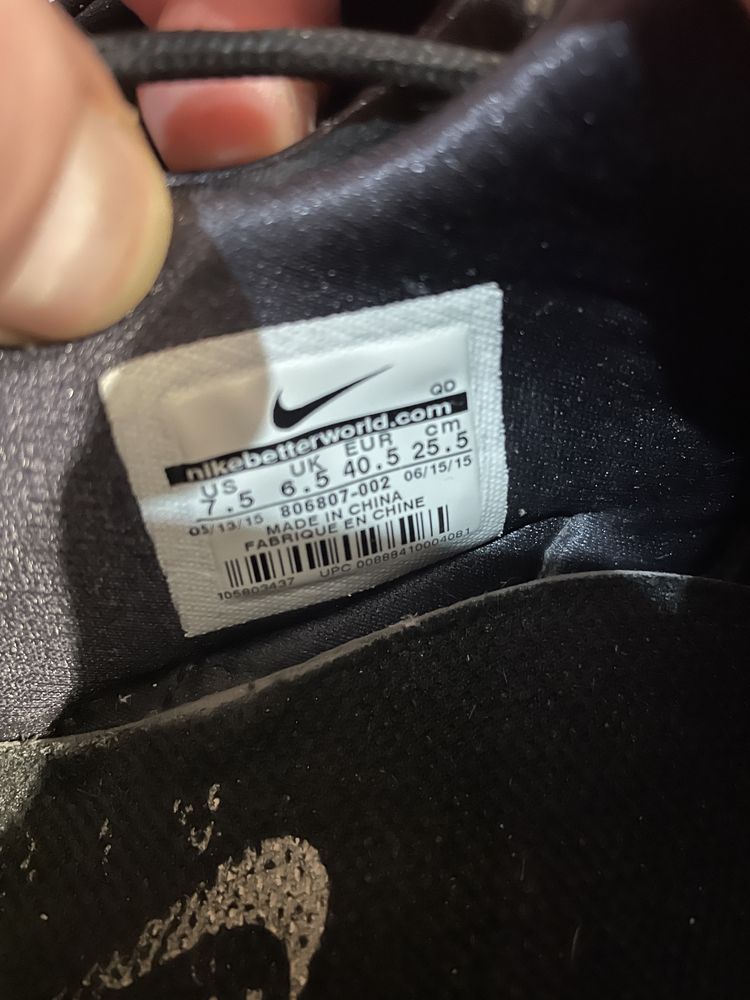 QD
nikebetterworld.com
US UK EUR cm
7.5 6.5 40.5 25.5
05/13/15 806807-002 06/15/15
MADE IN CHINA
FABRIQUE EN CHINE
105803437 UPC 00888410004081